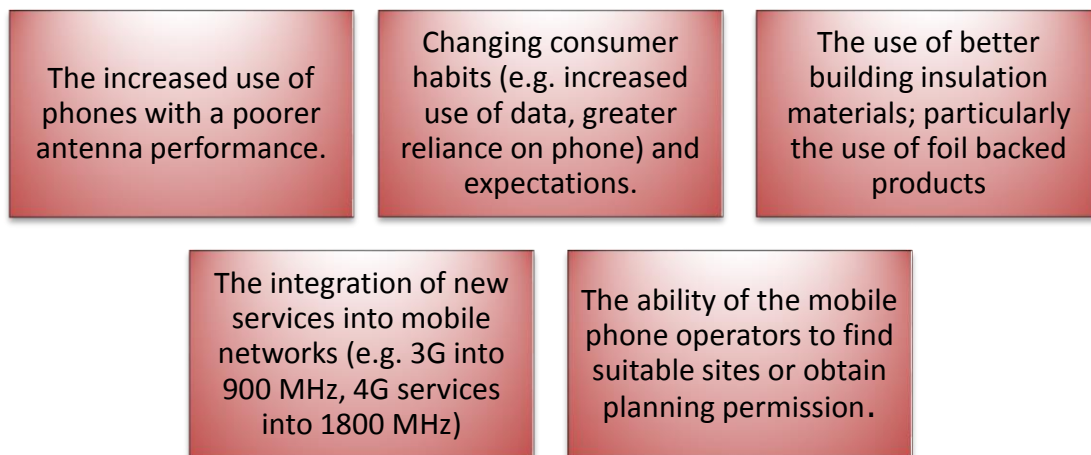 The increased use of
phones with a poorer
antenna performance.
Changing consumer
habits (e.g. increased
use of data, greater
reliance on phone) and
expectations.
The use of better
building insulation
materials; particularly
the use of foil backed
products
The integration of new
services into mobile
networks (e.g. 3G into
900 MHz, 4G services
into 1800 MHz)
The ability of the mobile
phone operators to find
suitable sites or obtain
planning permission.